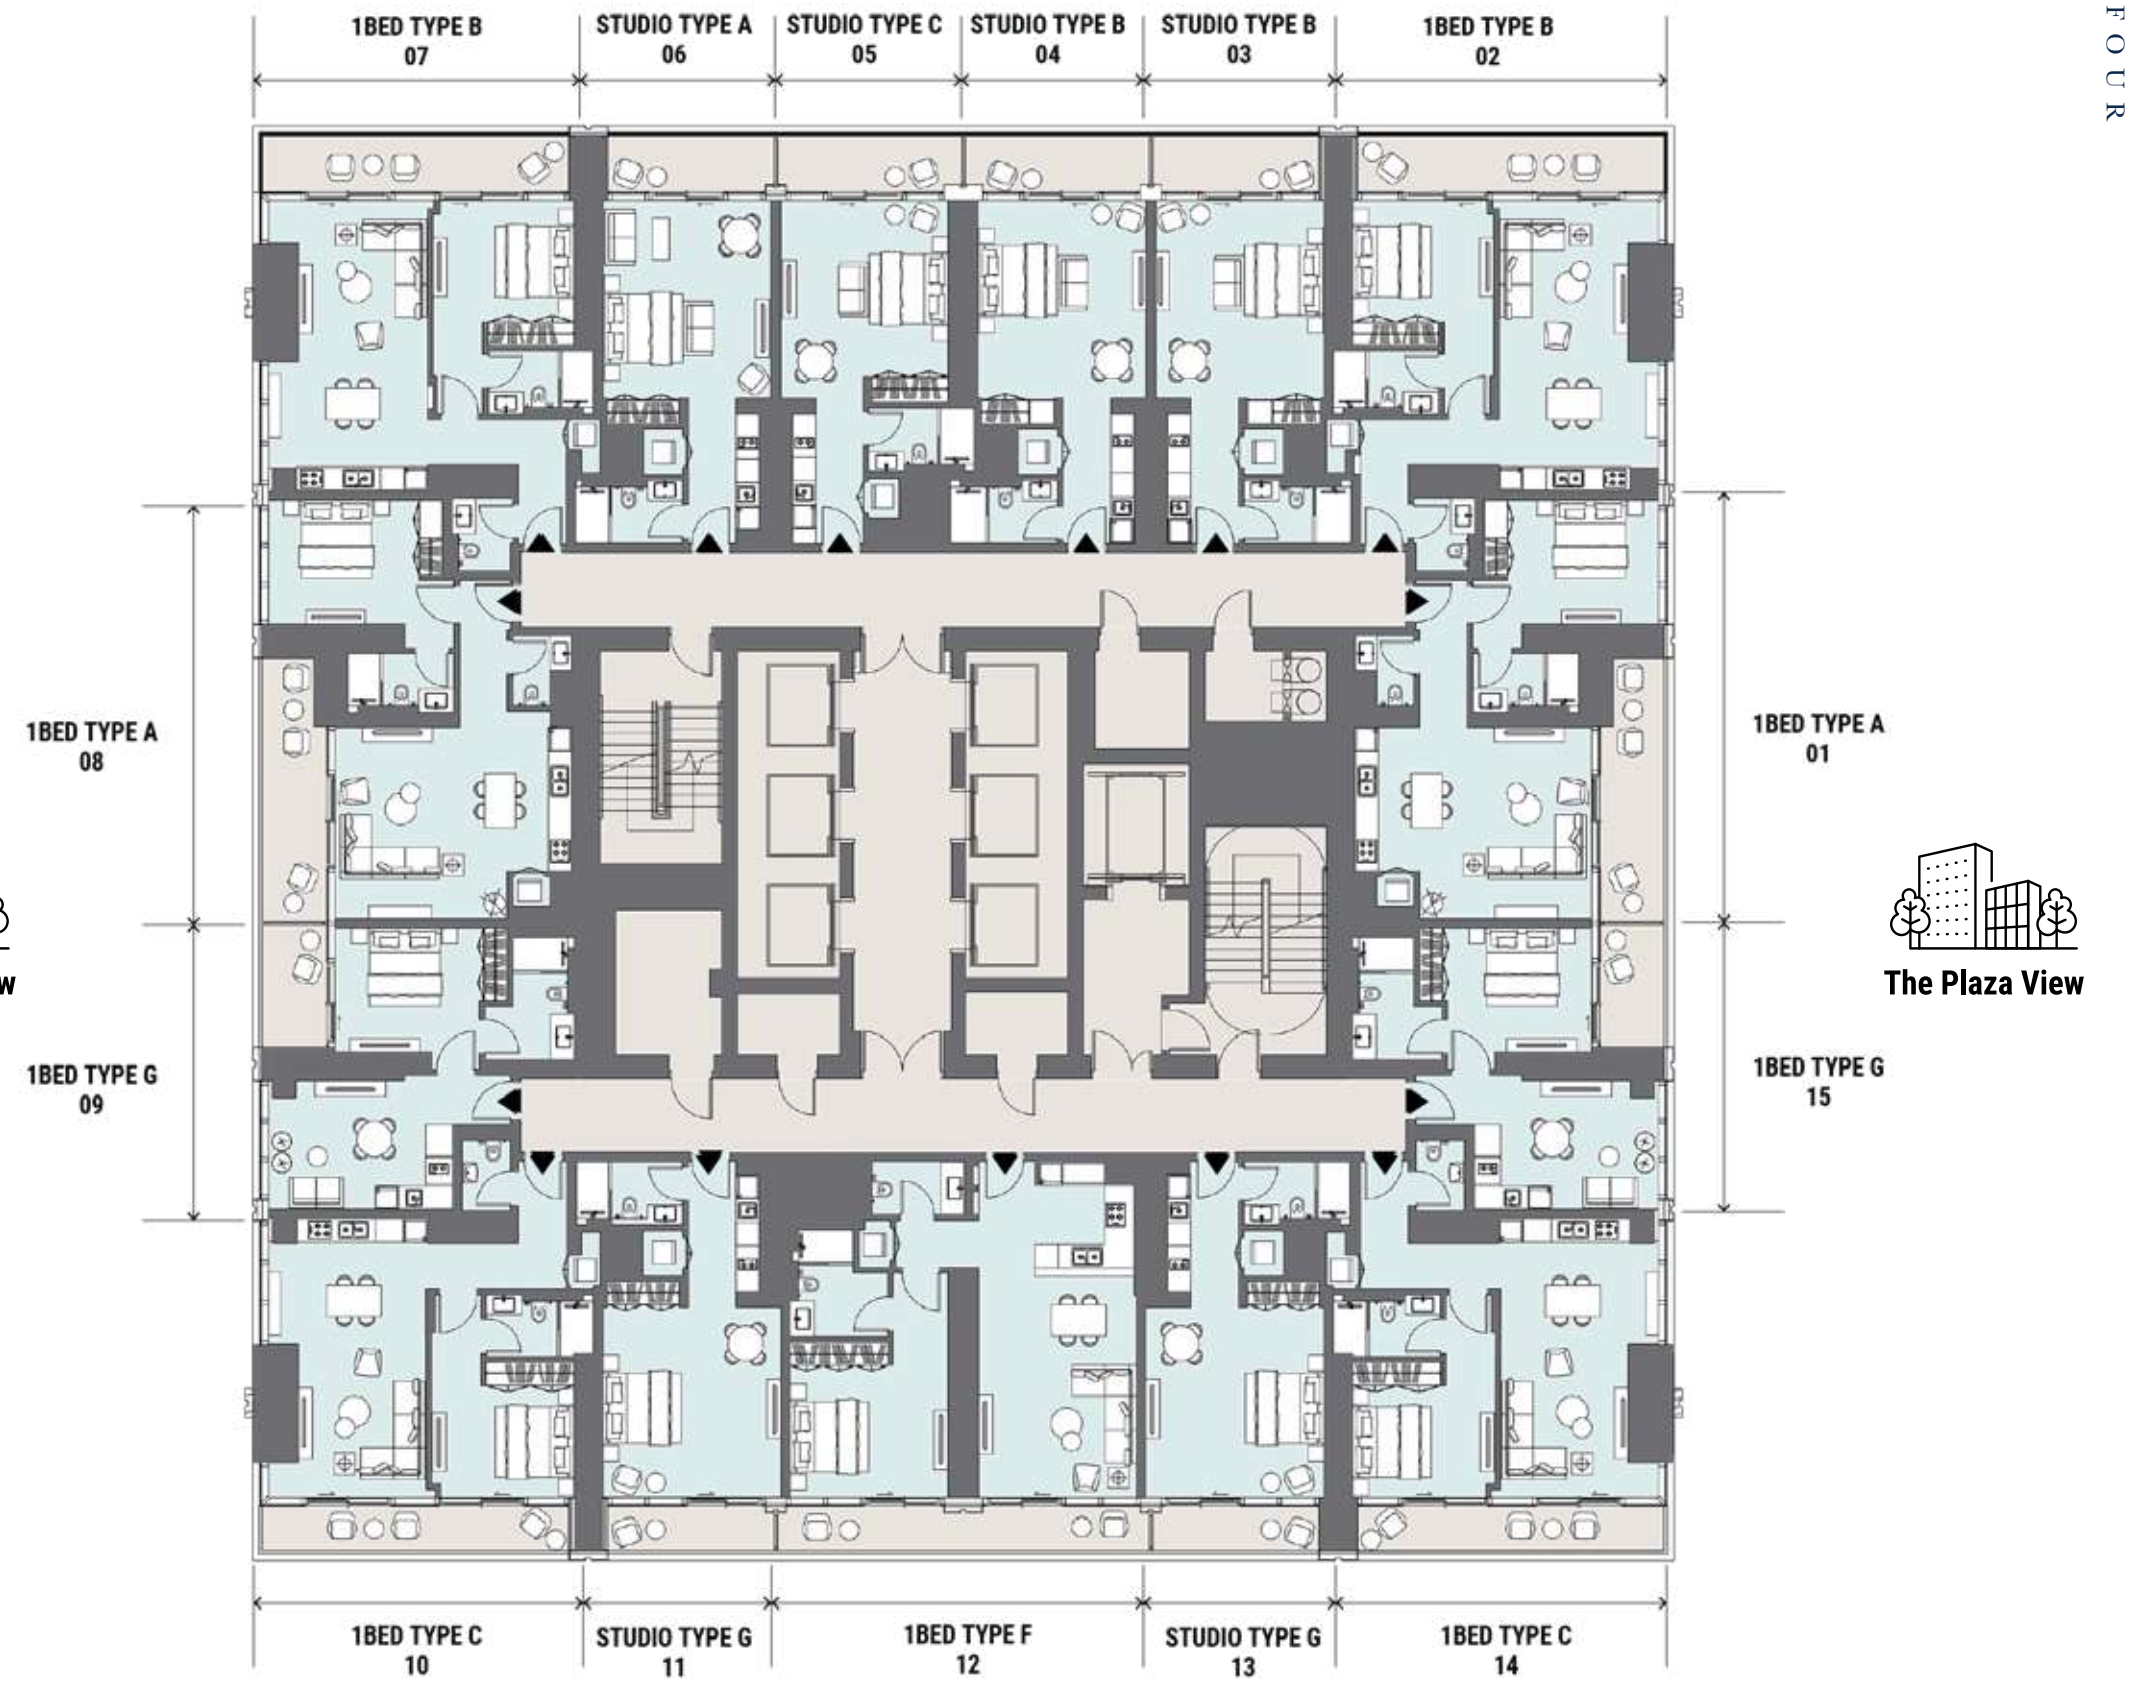 1BED TYPE B
07
STUDIO TYPE A
06
STUDIO TYPE C
05
STUDIO TYPE B
04
STUDIO TYPE B
03
1BED TYPE B
02
FOUR
1BED TYPE A
08
1BED TYPE A
01
The Plaza View
1BED TYPE G
09
1BED TYPE G
15
1BED TYPE C
10
STUDIO TYPE G
11
1BED TYPE F
12
STUDIO TYPE G
13
1BED TYPE C
14